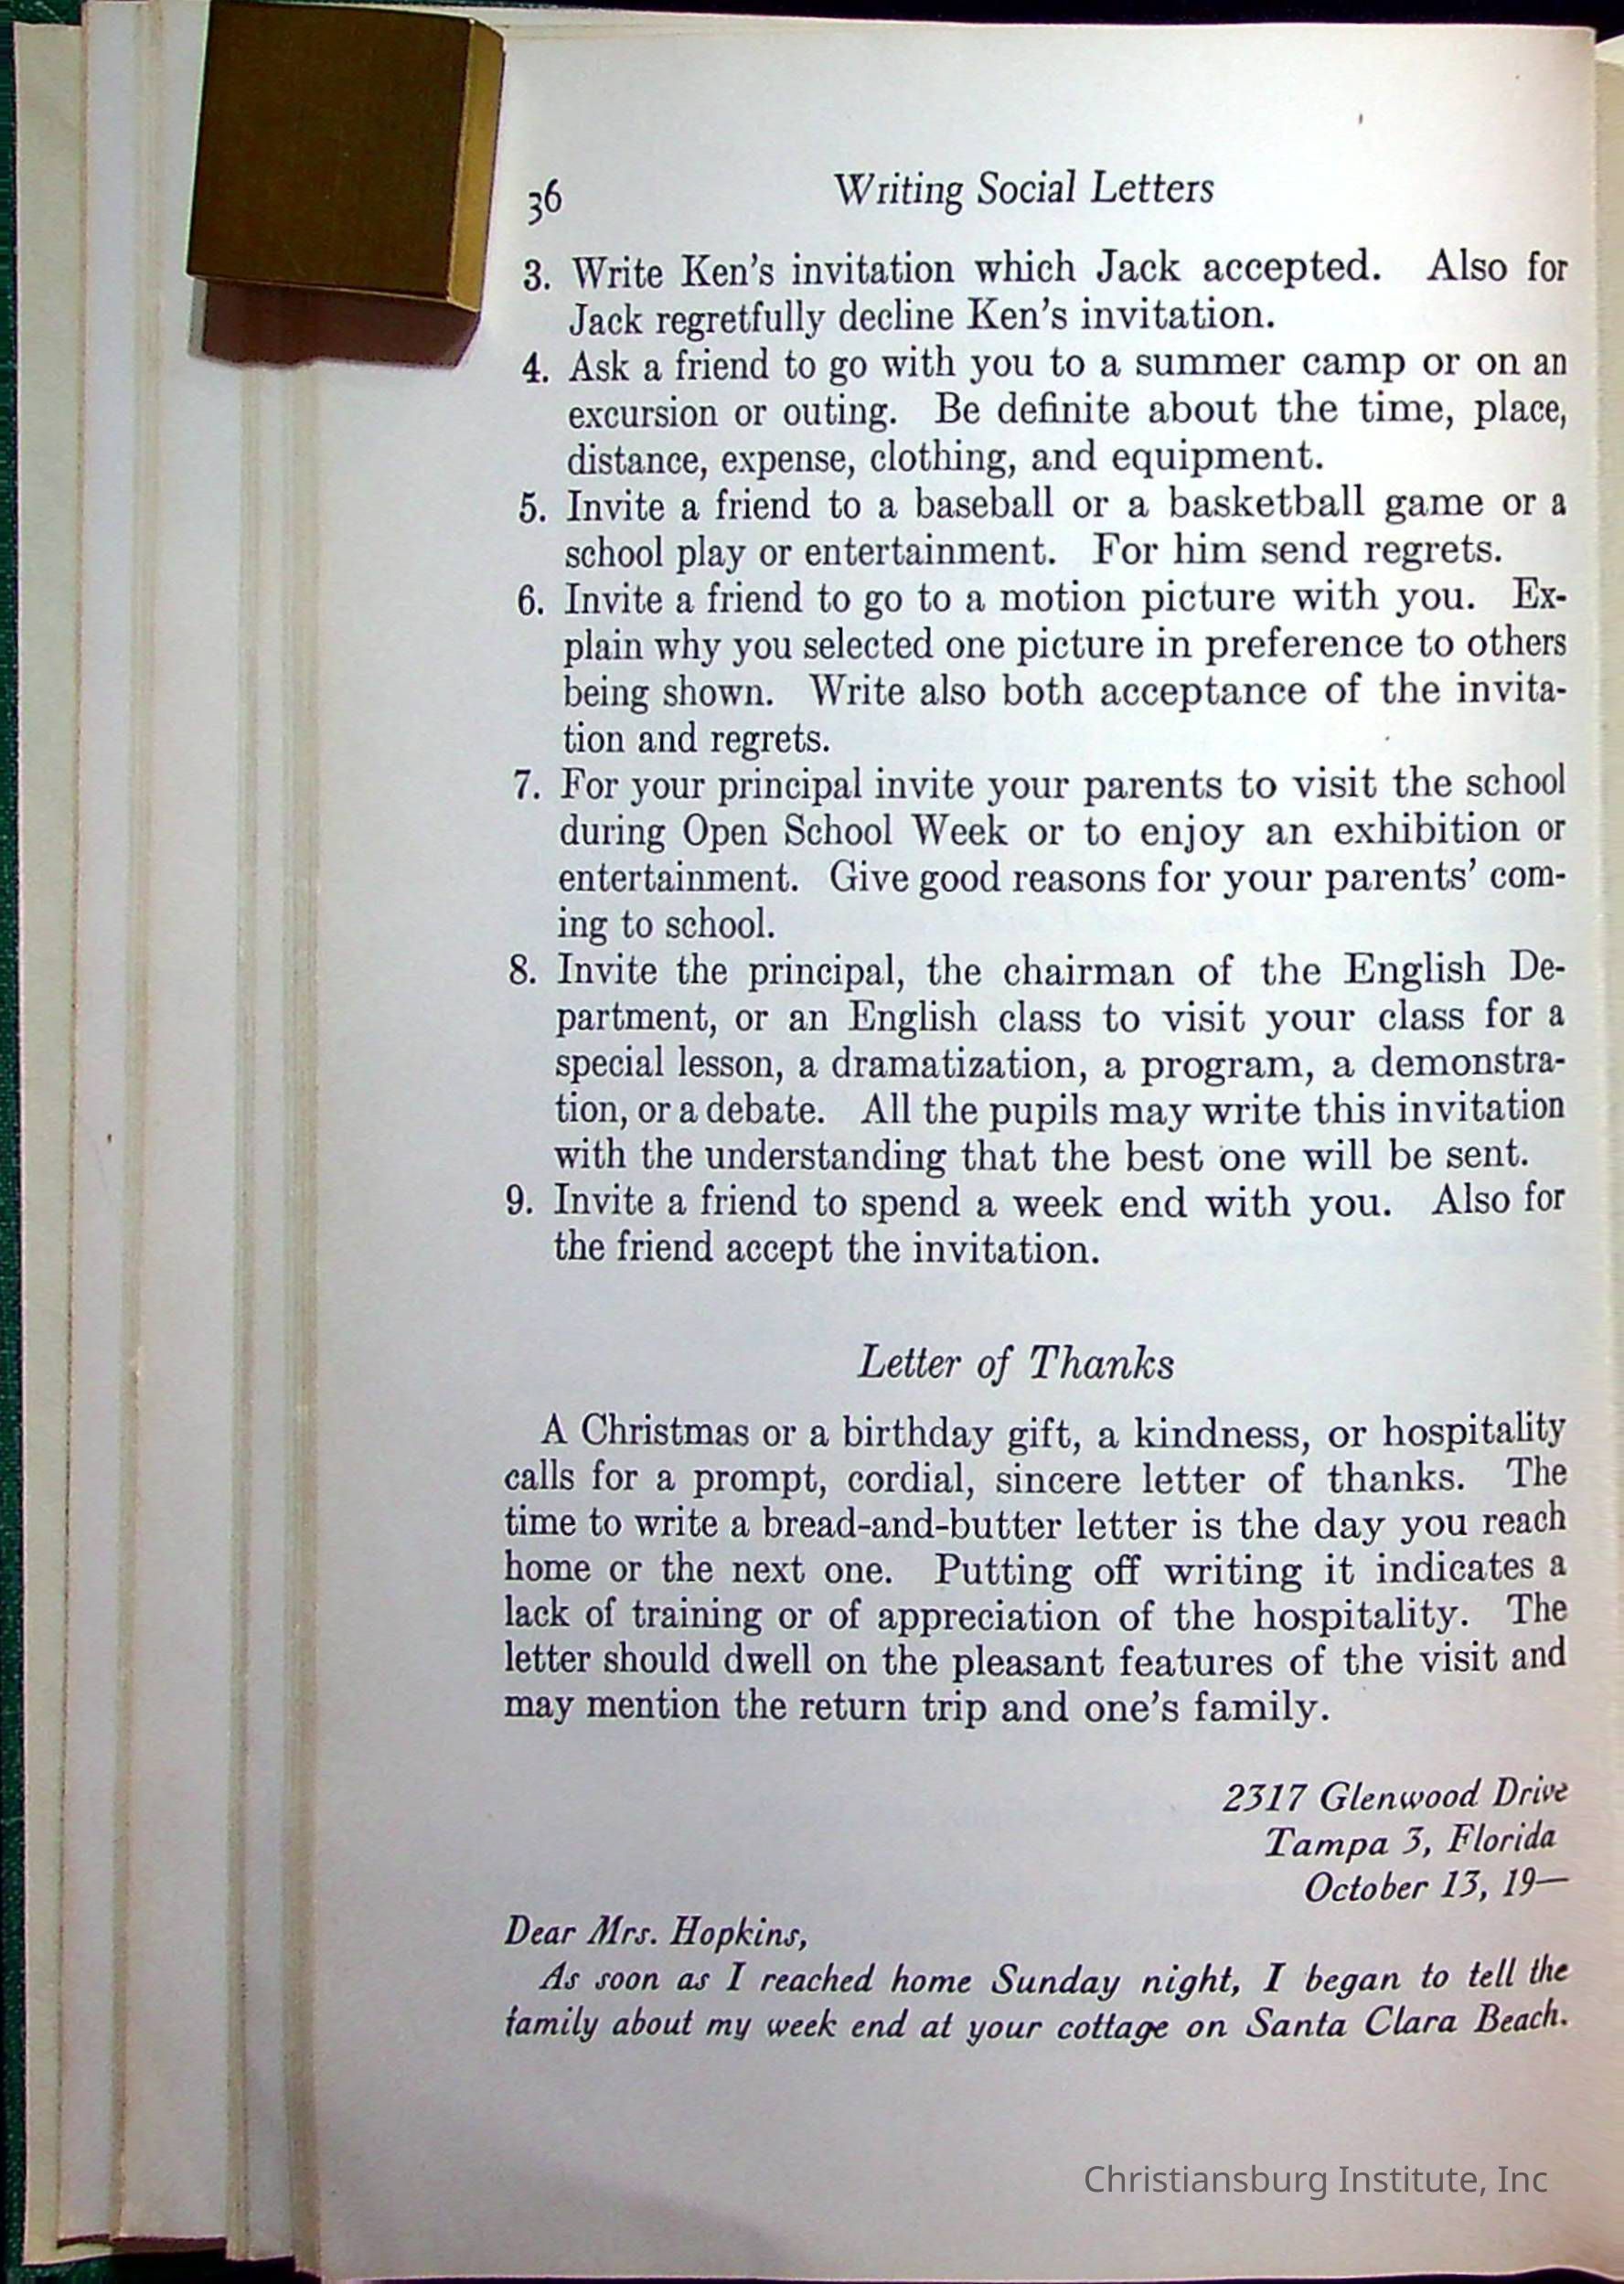 36
Writing Social Letters
3. Write Ken's invitation which Jack accepted. Also for
Jack regretfully decline Ken's invitation.
4. Ask a friend to go with you to a summer camp or on an
excursion or outing. Be definite about the time, place,
distance, expense, clothing, and equipment.
5. Invite a friend to a baseball or a basketball game or a
school play or entertainment. For him send regrets.
6. Invite a friend to go to a motion picture with you. Ex-
plain why you selected one picture in preference to others
being shown. Write also both acceptance of the invita-
tion and regrets.
7. For your principal invite your parents to visit the school
during Open School Week or to enjoy an exhibition or
entertainment. Give good reasons for your parents' com-
ing to school.
8. Invite the principal, the chairman of the English De-
partment, or an English class to visit your class for a
special lesson, a dramatization, a program, a demonstra-
tion, or a debate. All the pupils may write this invitation
with the understanding that the best one will be sent.
9. Invite a friend to spend a week end with you. Also for
the friend accept the invitation.
Letter of Thanks
A Christmas or a birthday gift, a kindness, or hospitality
calls for a prompt, cordial, sincere letter of thanks. The
time to write a bread-and-butter letter is the day you reach
home or the next one. Putting off writing it indicates a
lack of training or of appreciation of the hospitality. The
letter should dwell on the pleasant features of the visit and
may mention the return trip and one's family.
2317 Glenwood Drive
Tampa 3, Florida
October 13, 19—
Dear Mrs. Hopkins,
As soon as I reached home Sunday night, I began to tell the
family about my week end at your cottage on Santa Clara Beach.
Christiansburg Institute, Inc